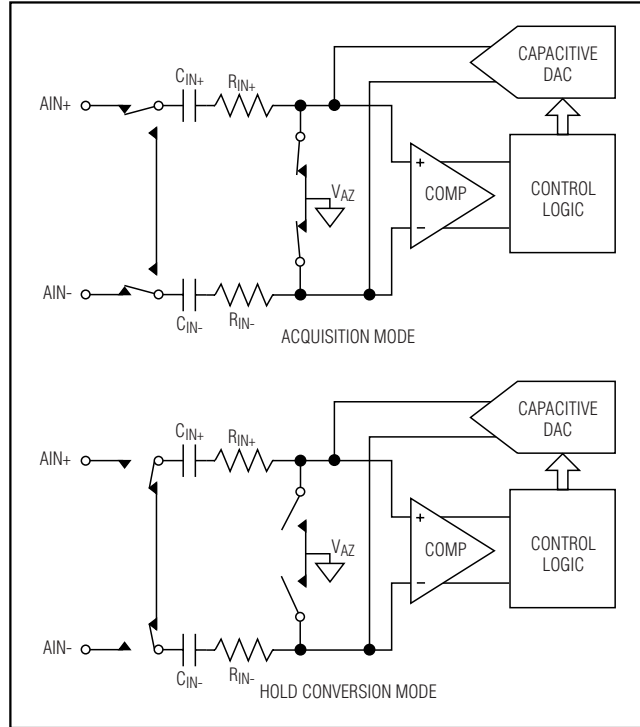 CAPACITIVE
DAC
CIN+
RIN+
AIN+
+
COMP
−
VAZ
CONTROL
LOGIC
AIN-
CIN-
RIN-
ACQUISITION MODE
CAPACITIVE
DAC
CIN+
RIN+
AIN+
+
COMP
−
VAZ
CONTROL
LOGIC
AIN-
CIN-
RIN-
HOLD CONVERSION MODE